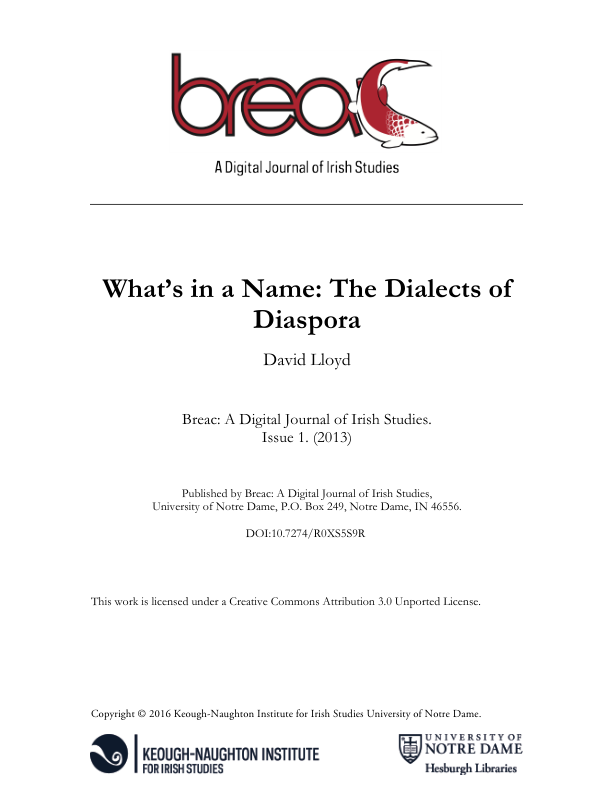 breac
A Digital Journal of Irish Studies
What's in a Name: The Dialects of
Diaspora
David Lloyd
Breac: A Digital Journal of Irish Studies.
Issue 1. (2013)
Published by Breac: A Digital Journal of Irish Studies,
University of Notre Dame, P.O. Box 249, Notre Dame, IN 46556.
DOI:10.7274/R0XS5S9R
This work is licensed under a Creative Commons Attribution 3.0 Unported License.
Copyright © 2016 Keough-Naughton Institute for Irish Studies University of Notre Dame.
KEOUGH-NAUGHTON INSTITUTE
FOR IRISH STUDIES
UNIVERSITY OF
NOTRE DAME
Hesburgh Libraries